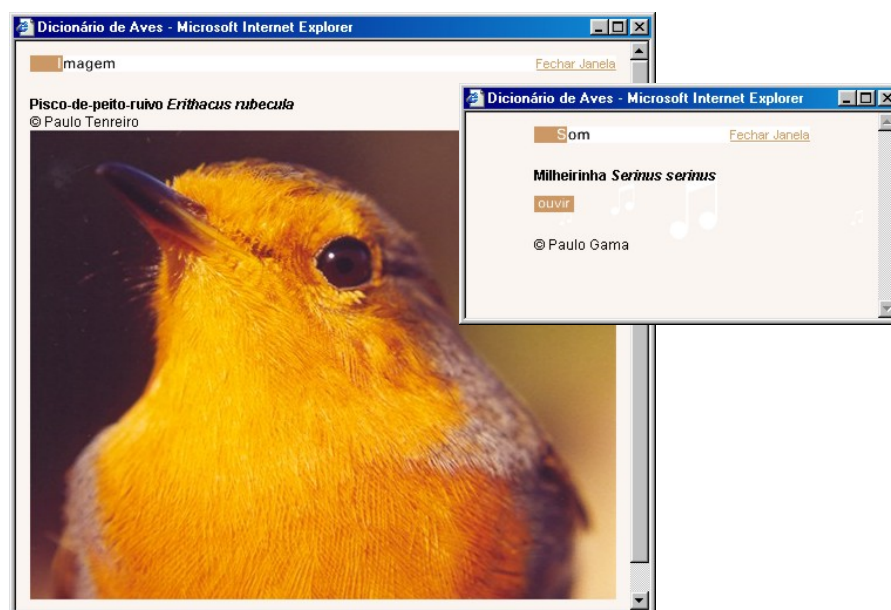 Dicionário de Aves - Microsoft Internet Explorer
Imagem Fechar Janela
Pisco-de-peito-ruivo Erithacus rubecula
© Paulo Tenreiro
Dicionário de Aves - Microsoft Internet Explorer
Som Fechar Janela
Milheirinha Serinus serinus
ouvir
© Paulo Gama